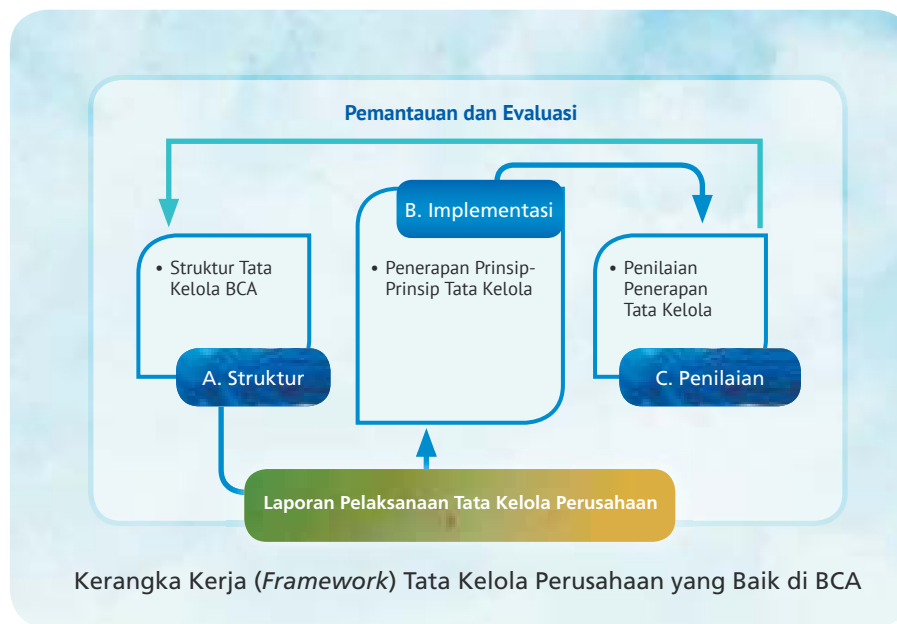 Pemantauan dan Evaluasi
• Struktur Tata
Kelola BCA
A. Struktur
B. Implementasi
• Penerapan Prinsip-
Prinsip Tata Kelola
• Penilaian
Penerapan
Tata Kelola
C. Penilaian
Laporan Pelaksanaan Tata Kelola Perusahaan
Kerangka Kerja (Framework) Tata Kelola Perusahaan yang Baik di BCA